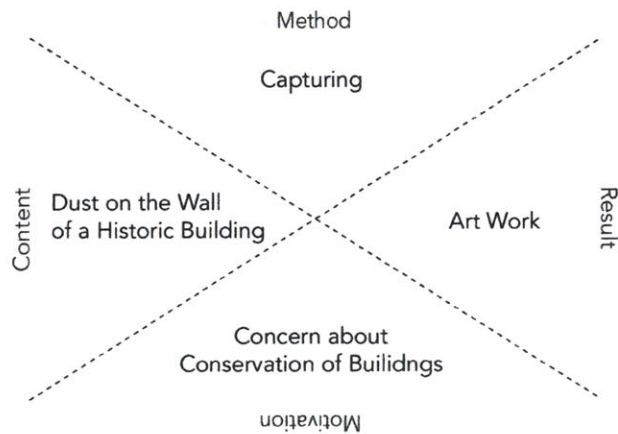 Method
Capturing
Content
Dust on the Wall
of a Historic Building
Art Work
Result
Concern about
Conservation of Builidngs
Motivation